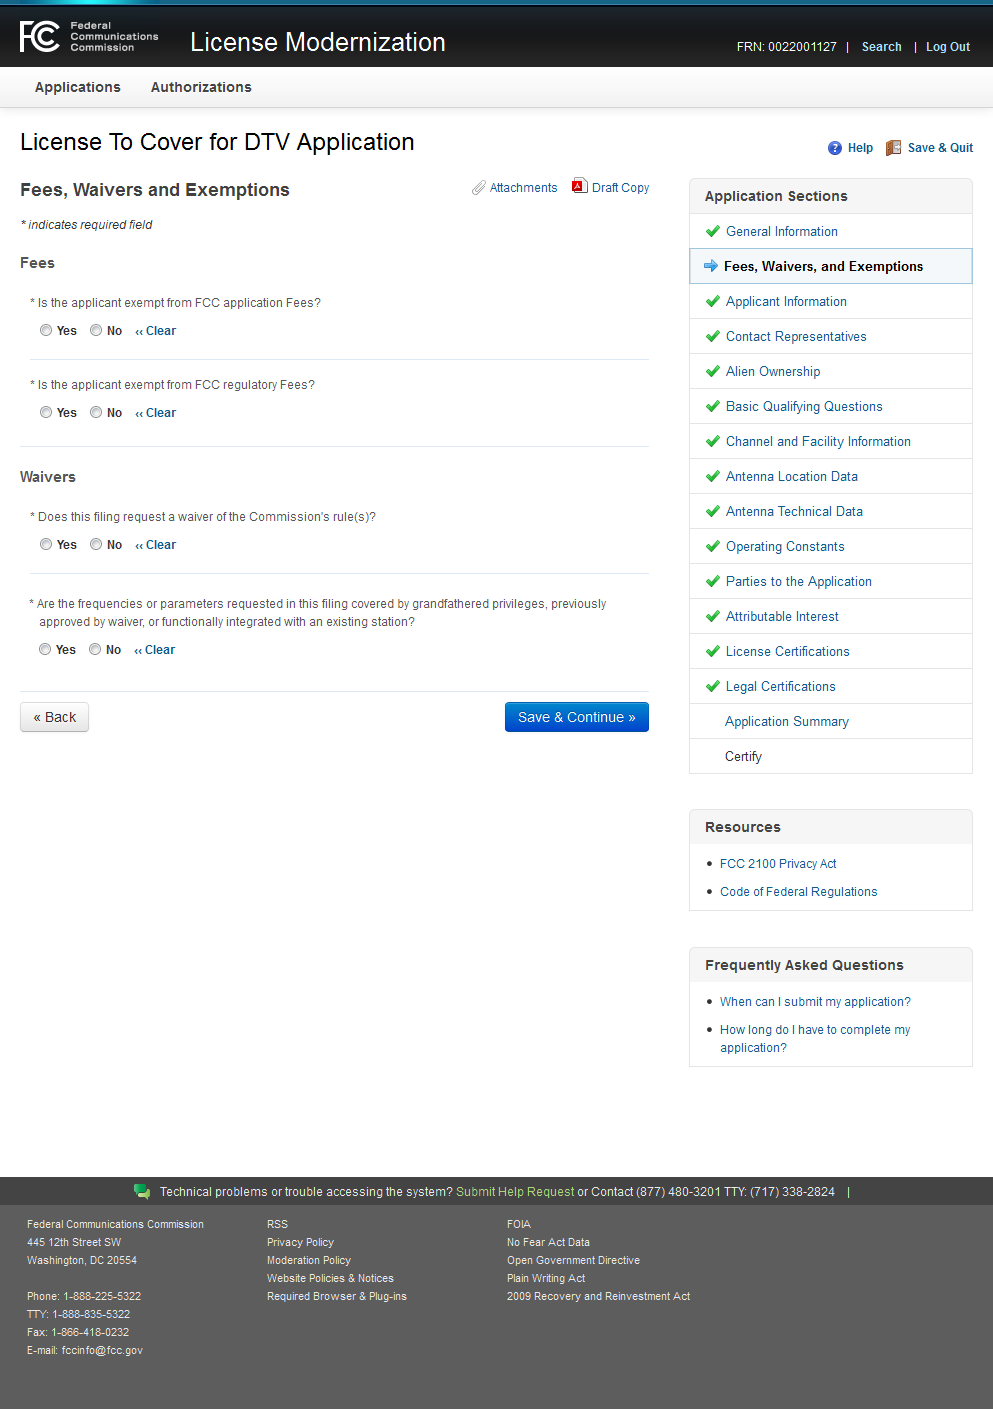 FCC Federal Communications Commission
License Modernization
FRN: 0022001127 | Search | Log Out
Applications Authorizations
License To Cover for DTV Application
? Help Save & Quit
Fees, Waivers and Exemptions
Attachments Draft Copy
* indicates required field
Fees
* Is the applicant exempt from FCC application Fees?
Yes No ‹‹ Clear
* Is the applicant exempt from FCC regulatory Fees?
Yes No ‹‹ Clear
Waivers
* Does this filing request a waiver of the Commission's rule(s)?
Yes No ‹‹ Clear
* Are the frequencies or parameters requested in this filing covered by grandfathered privileges, previously
approved by waiver, or functionally integrated with an existing station?
Yes No ‹‹ Clear
« Back Save & Continue »
Application Sections
General Information
Fees, Waivers, and Exemptions
Applicant Information
Contact Representatives
Alien Ownership
Basic Qualifying Questions
Channel and Facility Information
Antenna Location Data
Antenna Technical Data
Operating Constants
Parties to the Application
Attributable Interest
License Certifications
Legal Certifications
Application Summary
Certify
Resources
• FCC 2100 Privacy Act
• Code of Federal Regulations
Frequently Asked Questions
• When can I submit my application?
• How long do I have to complete my
application?
Technical problems or trouble accessing the system? Submit Help Request or Contact (877) 480-3201 TTY: (717) 338-2824 |
Federal Communications Commission
445 12th Street SW
Washington, DC 20554
Phone: 1-888-225-5322
TTY: 1-888-835-5322
Fax: 1-866-418-0232
E-mail: fccinfo@fcc.gov
RSS
Privacy Policy
Moderation Policy
Website Policies & Notices
Required Browser & Plug-ins
FOIA
No Fear Act Data
Open Government Directive
Plain Writing Act
2009 Recovery and Reinvestment Act